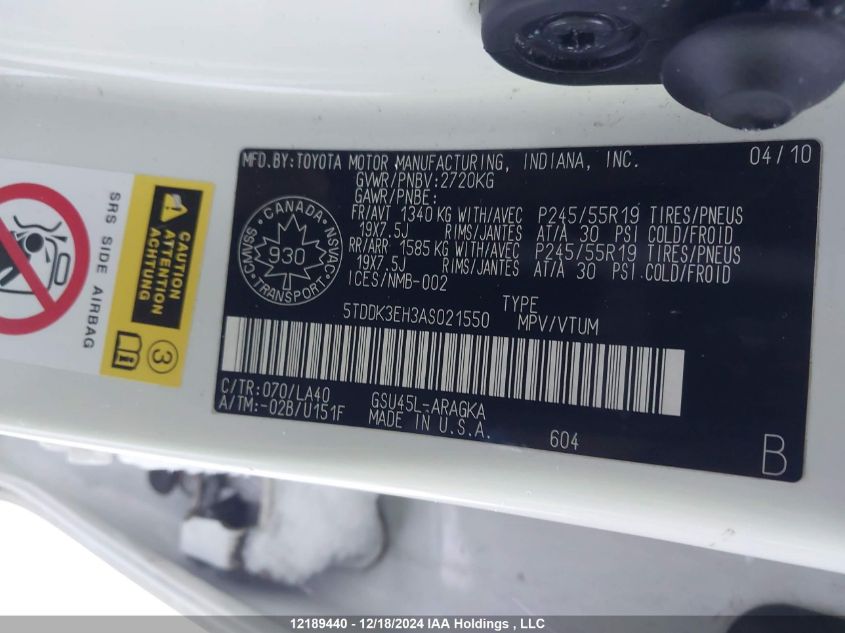 MFD.BY:TOYOTA MOTOR MANUFACTURING, INDIANA, INC. 04/10
GVWR/PNBV:2720KG
GAWR/PNBE:
FR/AVT 1340 KG WITH/AVEC P245/55R19 TIRES/PNEUS
19X7.5J RIMS/JANTES AT/A 30 PSI COLD/FROID
RR/ARR 1585 KG WITH/AVEC P245/55R19 TIRES/PNEUS
19X7.5J RIMS/JANTES AT/A 30 PSI COLD/FROID
ICES/NMB-002
CANADA
CMVSS NSVAC
930
TRANSPORT
5TDDK3EH3AS021550
TYPE
MPV/VTUM
C/TR:070/LA40
A/TM:-02B/U151F
GSU45L-ARAGKA
MADE IN U.S.A.
604
B
CAUTION
ATTENTION
ACHTUNG
SRS SIDE AIRBAG
i
3
12189440 - 12/18/2024 IAA Holdings , LLC